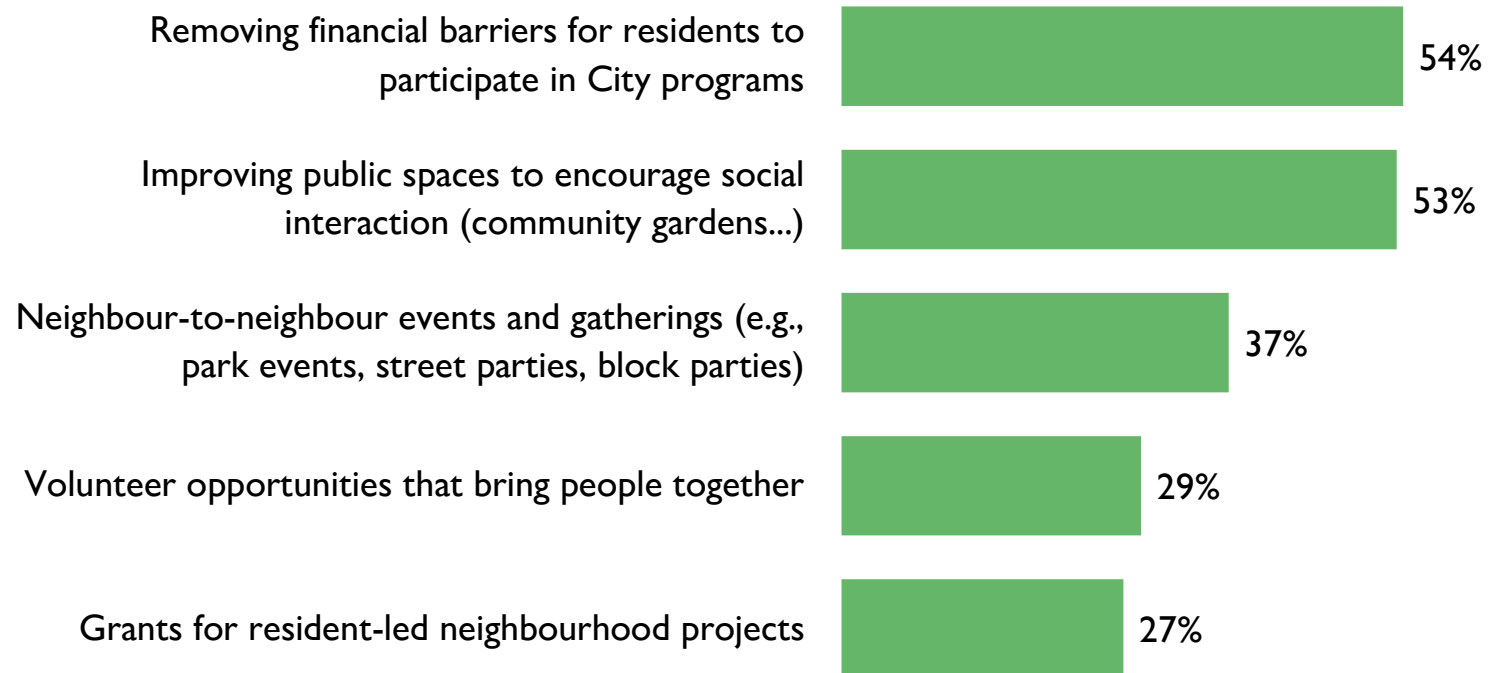 Removing financial barriers for residents to
participate in City programs
54%
Improving public spaces to encourage social
interaction (community gardens...)
53%
Neighbour-to-neighbour events and gatherings (e.g.,
park events, street parties, block parties)
37%
Volunteer opportunities that bring people together
29%
Grants for resident-led neighbourhood projects
27%